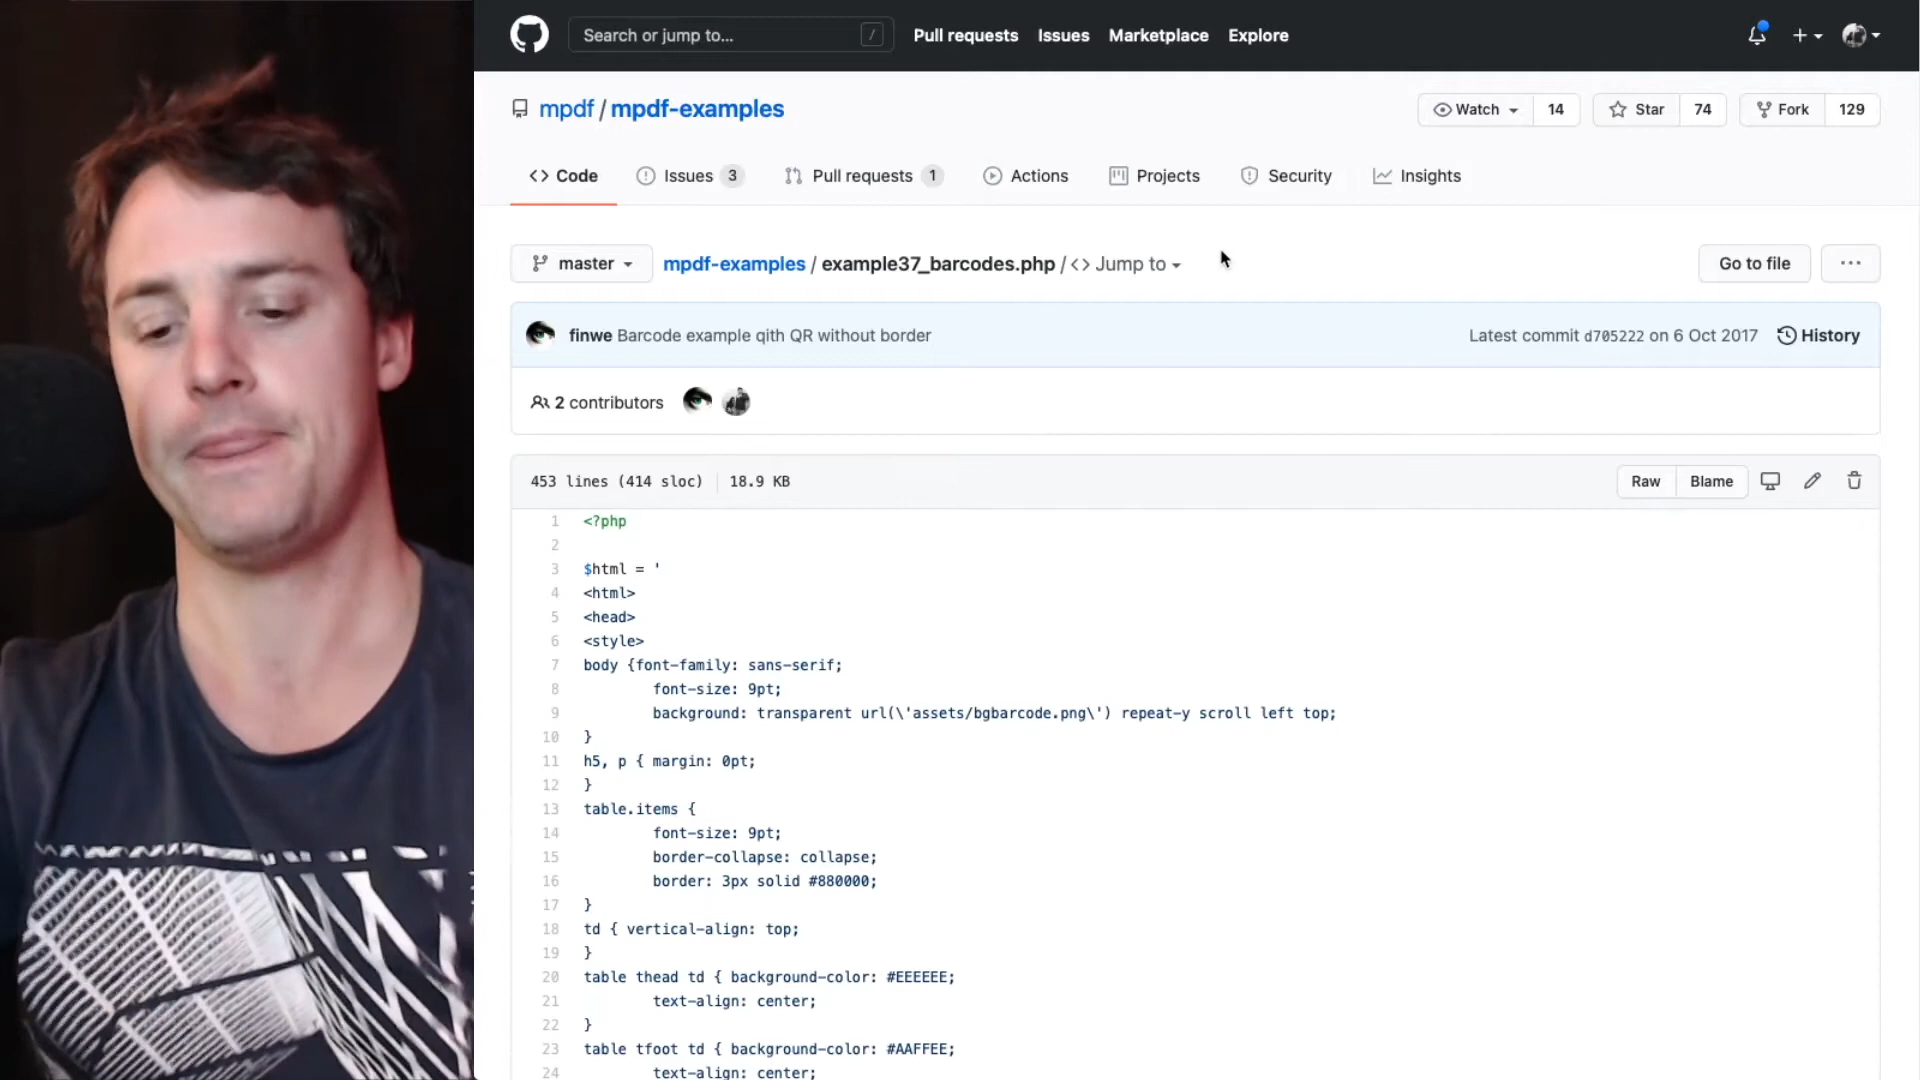 Search or jump to... / Pull requests Issues Marketplace Explore
mpdf / mpdf-examples Watch 14 Star 74 Fork 129
Code Issues 3 Pull requests 1 Actions Projects Security Insights
master mpdf-examples / example37_barcodes.php / <> Jump to Go to file ...
finwe Barcode example qith QR without border Latest commit d705222 on 6 Oct 2017 History
2 contributors
453 lines (414 sloc) 18.9 KB Raw Blame
1 <?php
2
3 $html = '
4 <html>
5 <head>
6 <style>
7 body {font-family: sans-serif;
8 font-size: 9pt;
9 background: transparent url(\'assets/bgbarcode.png\') repeat-y scroll left top;
10 }
11 h5, p { margin: 0pt;
12 }
13 table.items {
14 font-size: 9pt;
15 border-collapse: collapse;
16 border: 3px solid #880000;
17 }
18 td { vertical-align: top;
19 }
20 table thead td { background-color: #EEEEEE;
21 text-align: center;
22 }
23 table tfoot td { background-color: #AAFFEE;
24 text-align: center;